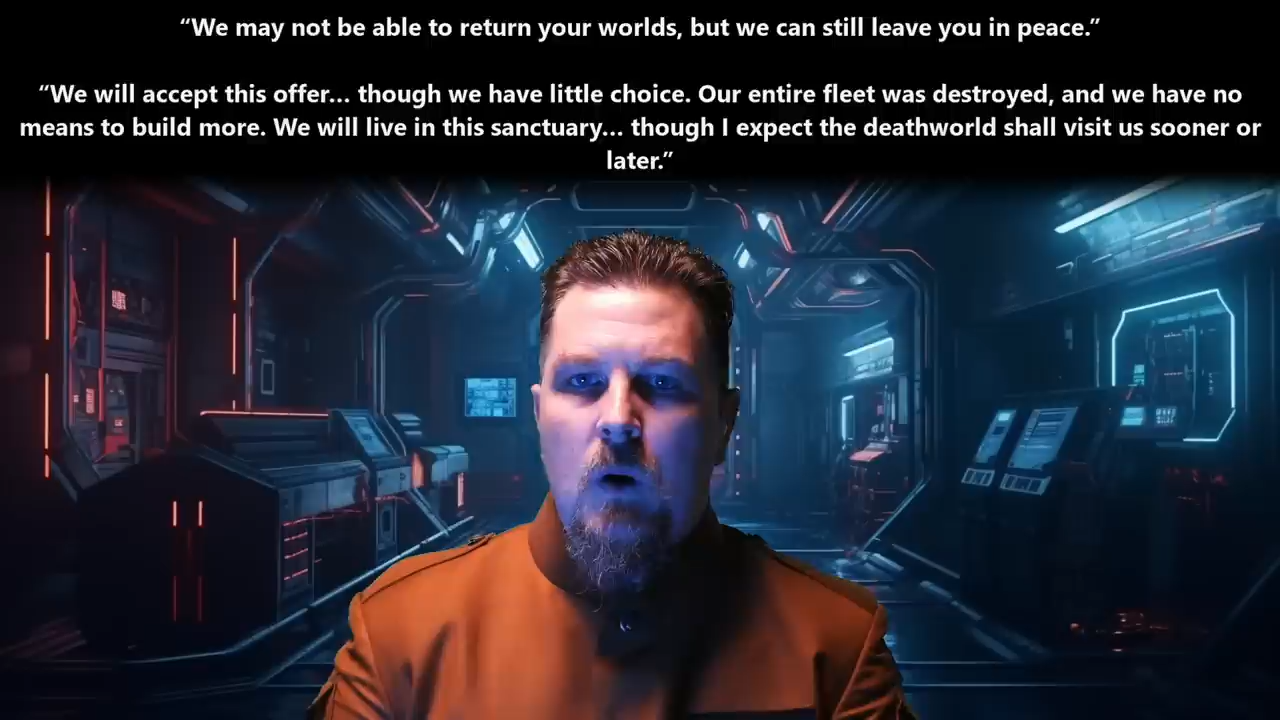 “We may not be able to return your worlds, but we can still leave you in peace.”
“We will accept this offer… though we have little choice. Our entire fleet was destroyed, and we have no
means to build more. We will live in this sanctuary… though I expect the deathworld shall visit us sooner or
later.”